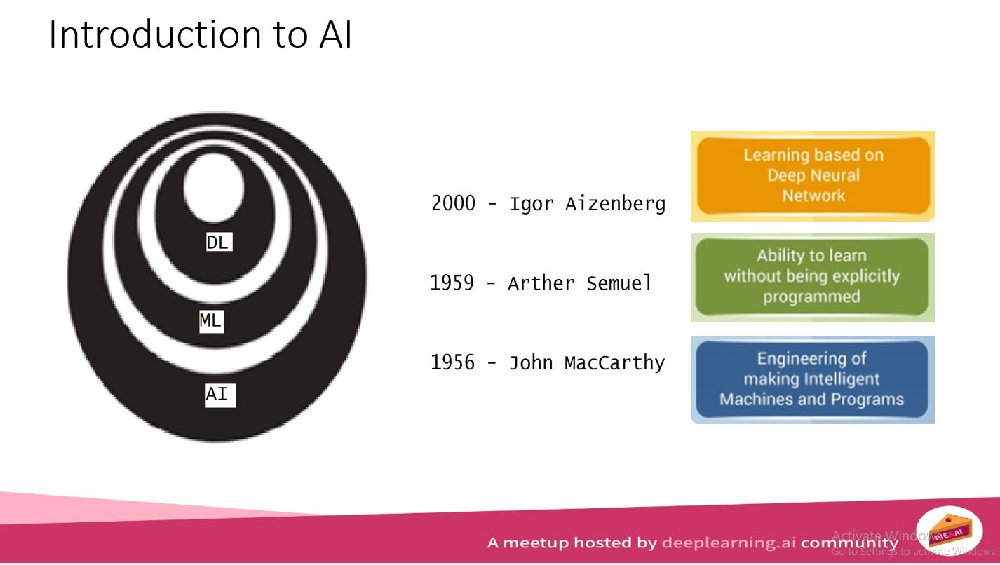 Introduction to AI
DL
ML
AI
2000 - Igor Aizenberg
Learning based on
Deep Neural
Network
1959 - Arther Semuel
Ability to learn
without being explicitly
programmed
1956 - John MacCarthy
Engineering of
making Intelligent
Machines and Programs
A meetup hosted by deeplearning.ai community
PIE & AI
Activate Windows
Go to Settings to activate Windows.